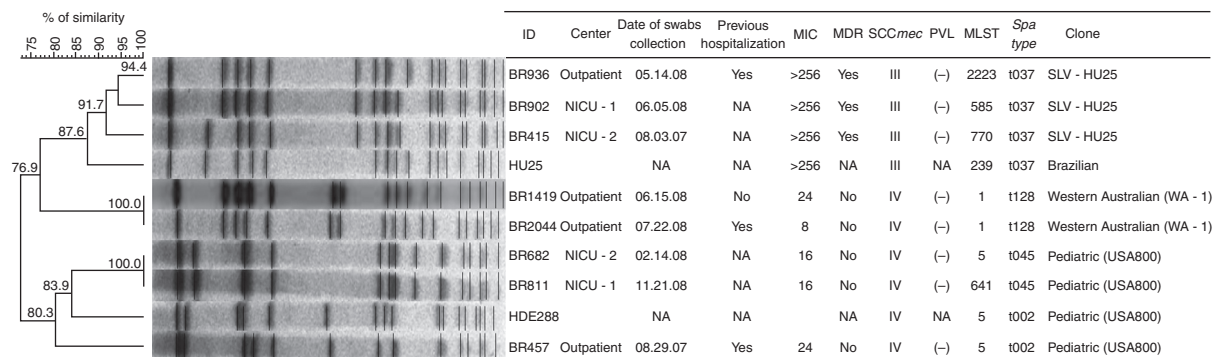 % of similarity
75 80 85 90 95 100
ID Center Date of swabs collection Previous hospitalization MIC MDR SCCmec PVL MLST Spa type Clone
94.4
BR936 Outpatient 05.14.08 Yes >256 Yes III (–) 2223 t037 SLV - HU25
91.7
BR902 NICU - 1 06.05.08 NA >256 Yes III (–) 585 t037 SLV - HU25
87.6
BR415 NICU - 2 08.03.07 NA >256 Yes III (–) 770 t037 SLV - HU25
76.9
HU25 NA NA >256 NA III NA 239 t037 Brazilian
100.0
BR1419 Outpatient 06.15.08 No 24 No IV (–) 1 t128 Western Australian (WA - 1)
BR2044 Outpatient 07.22.08 Yes 8 No IV (–) 1 t128 Western Australian (WA - 1)
BR682 NICU - 2 02.14.08 NA 16 No IV (–) 5 t045 Pediatric (USA800)
100.0
BR811 NICU - 1 11.21.08 NA 16 No IV (–) 641 t045 Pediatric (USA800)
83.9
HDE288 NA NA NA IV NA 5 t002 Pediatric (USA800)
80.3
BR457 Outpatient 08.29.07 Yes 24 No IV (–) 5 t002 Pediatric (USA800)